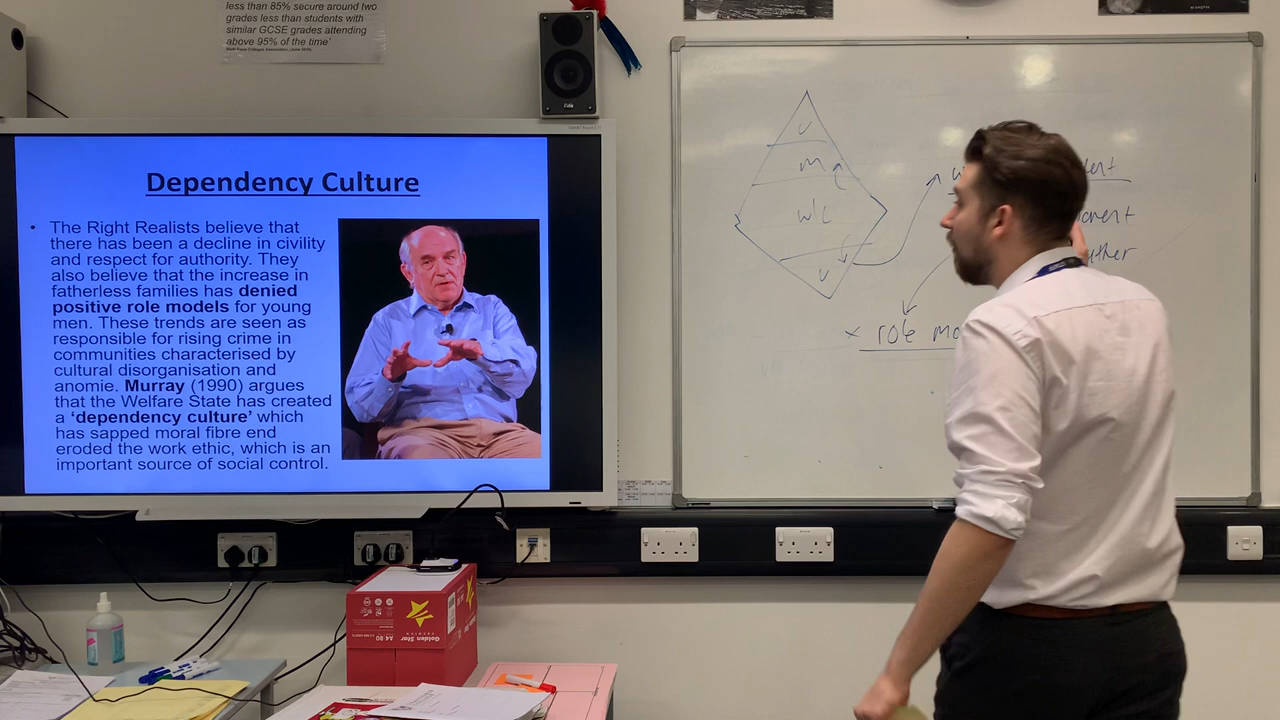 less than 85% secure around two
grades less than students with
similar GCSE grades attending
above 95% of the time'
Dependency Culture
• The Right Realists believe that
there has been a decline in civility
and respect for authority. They
also believe that the increase in
fatherless families has denied
positive role models for young
men. These trends are seen as
responsible for rising crime in
communities characterised by
cultural disorganisation and
anomie. Murray (1990) argues
that the Welfare State has created
a 'dependency culture' which
has sapped moral fibre end
eroded the work ethic, which is an
important source of social control.
U
m
w/c
U
x role mo
Golden Star
PREMIUM
A4 80